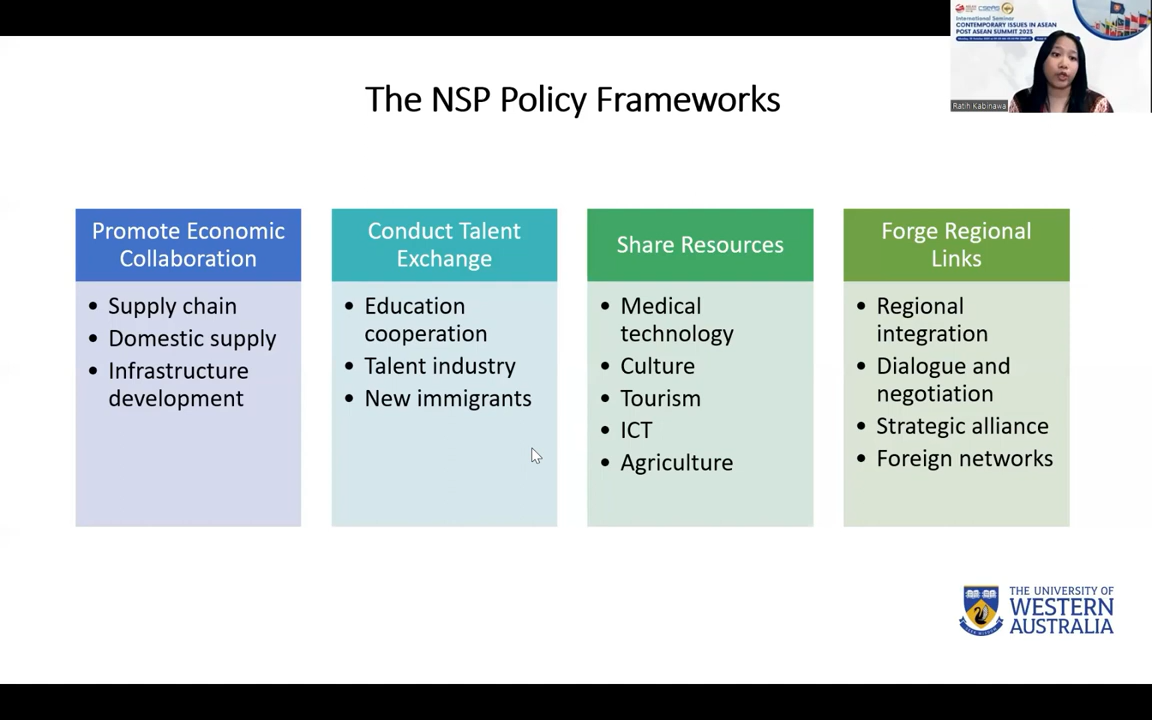 International Seminar
CONTEMPORARY ISSUES IN ASEAN
POST ASEAN SUMMIT 2023
Ratih Kabinawa
The NSP Policy Frameworks
Promote Economic
Collaboration
• Supply chain
• Domestic supply
• Infrastructure
development
Conduct Talent
Exchange
• Education
cooperation
• Talent industry
• New immigrants
Share Resources
• Medical
technology
• Culture
• Tourism
• ICT
• Agriculture
Forge Regional
Links
• Regional
integration
• Dialogue and
negotiation
• Strategic alliance
• Foreign networks
THE UNIVERSITY OF
WESTERN
AUSTRALIA